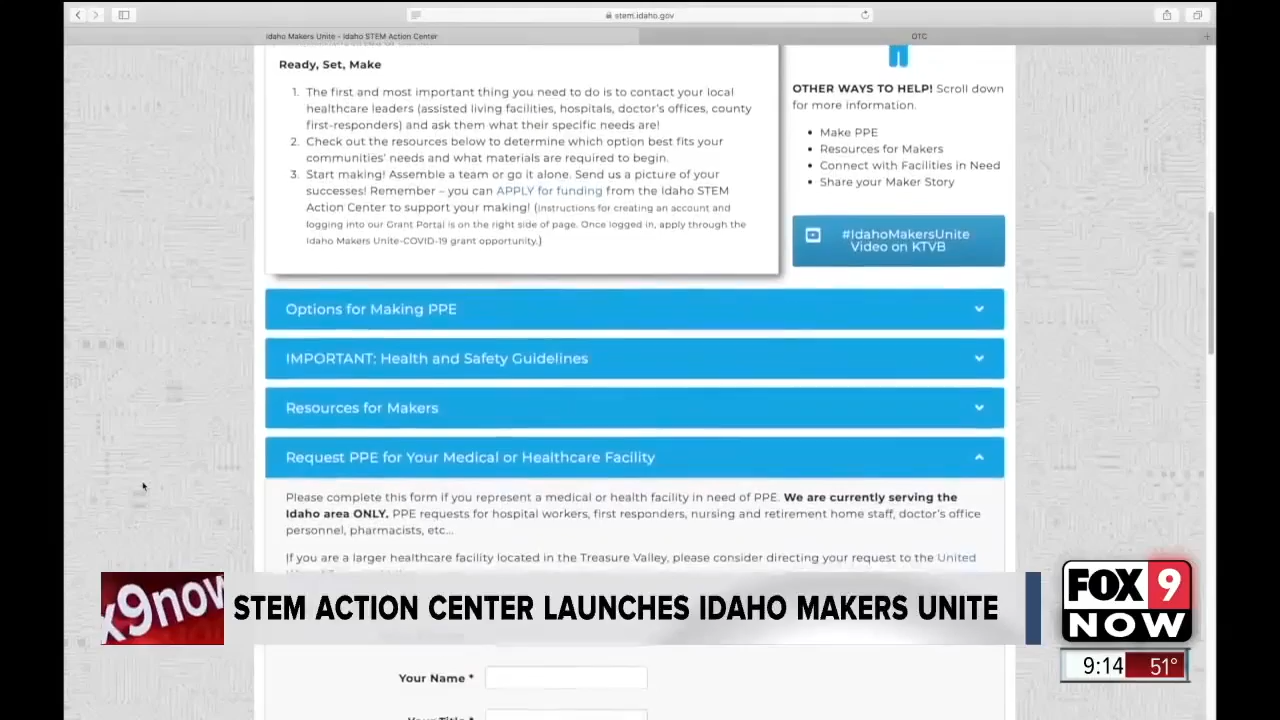 stem.idaho.gov
Idaho Makers Unite - Idaho STEM Action Center
OTC
Ready, Set, Make
1. The first and most important thing you need to do is to contact your local
healthcare leaders (assisted living facilities, hospitals, doctor's offices, county
first-responders) and ask them what their specific needs are!
2. Check out the resources below to determine which option best fits your
communities' needs and what materials are required to begin.
3. Start making! Assemble a team or go it alone. Send us a picture of your
successes! Remember – you can APPLY for funding from the Idaho STEM
Action Center to support your making! (Instructions for creating an account and
logging into our Grant Portal is on the right side of page. Once logged in, apply through the
Idaho Makers Unite-COVID-19 grant opportunity.)
OTHER WAYS TO HELP! Scroll down
for more information.
Make PPE
Resources for Makers
Connect with Facilities in Need
Share your Maker Story
#IdahoMakersUnite
Video on KTVB
Options for Making PPE
IMPORTANT: Health and Safety Guidelines
Resources for Makers
Request PPE for Your Medical or Healthcare Facility
Please complete this form if you represent a medical or health facility in need of PPE. We are currently serving the
Idaho area ONLY. PPE requests for hospital workers, first responders, nursing and retirement home staff, doctor's office
personnel, pharmacists, etc...
If you are a larger healthcare facility located in the Treasure Valley, please consider directing your request to the United
x9now
STEM ACTION CENTER LAUNCHES IDAHO MAKERS UNITE
FOX 9
NOW
9:14 51°
Your Name *
Your Title *